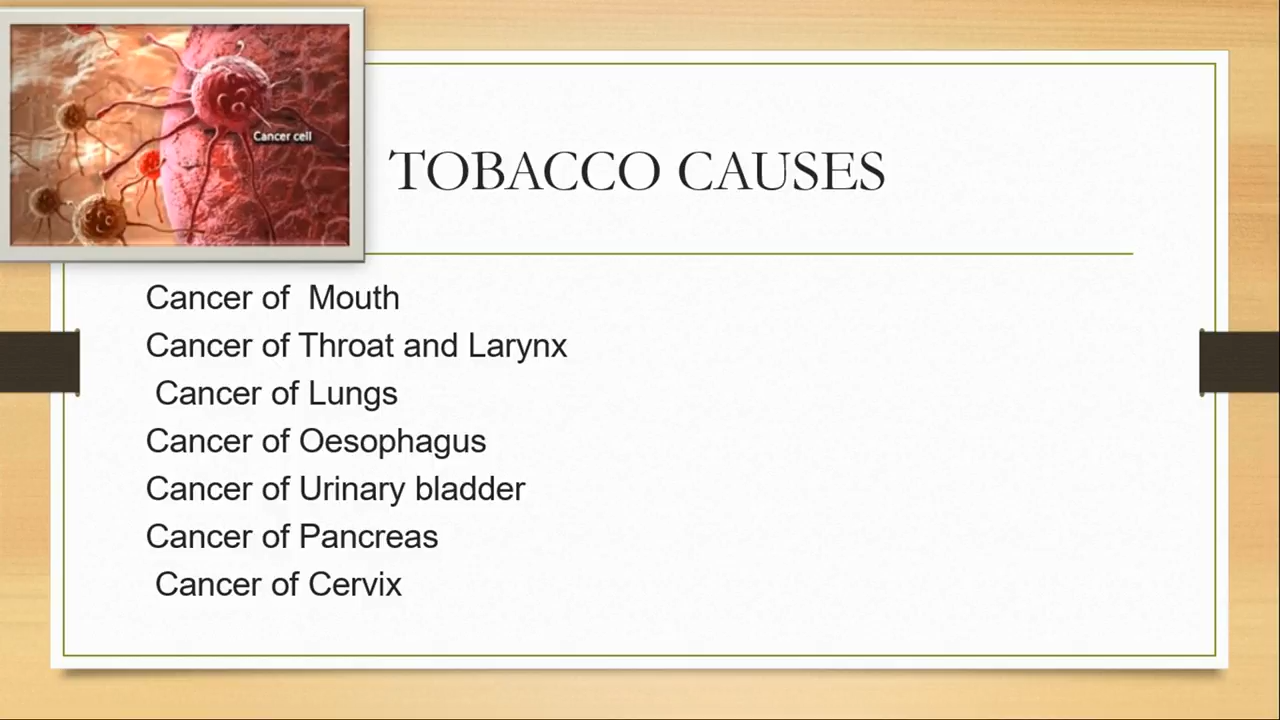 Cancer cell
TOBACCO CAUSES
Cancer of  Mouth
Cancer of Throat and Larynx
Cancer of Lungs
Cancer of Oesophagus
Cancer of Urinary bladder
Cancer of Pancreas
Cancer of Cervix